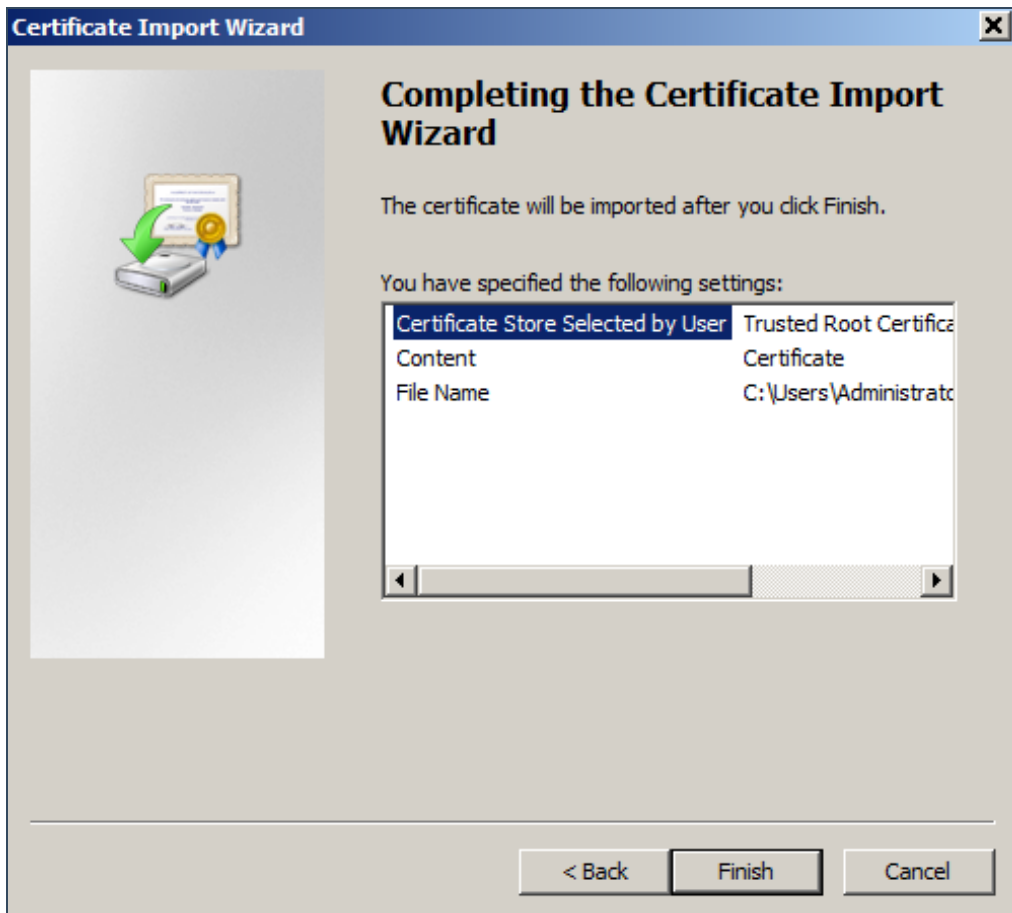 Certificate Import Wizard
Completing the Certificate Import
Wizard
The certificate will be imported after you click Finish.
You have specified the following settings:
Certificate Store Selected by User Trusted Root Certifica
Content Certificate
File Name C:\Users\Administrato
< Back Finish Cancel